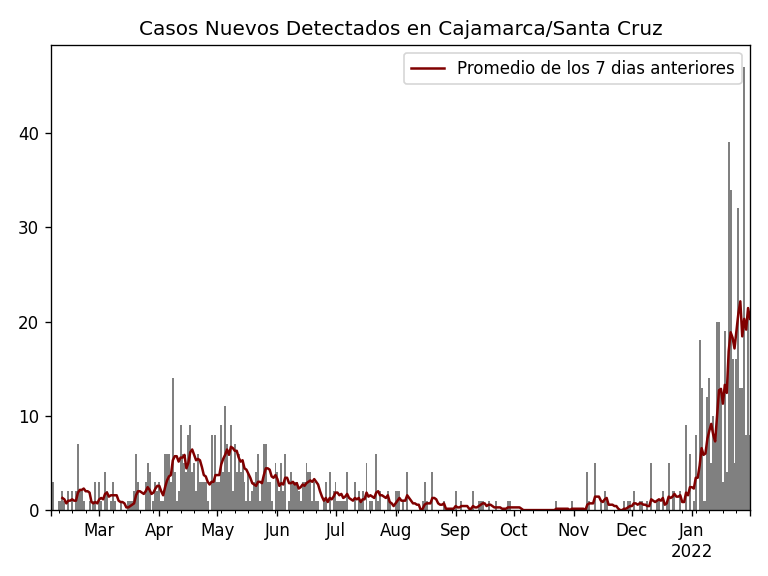 Casos Nuevos Detectados en Cajamarca/Santa Cruz
Promedio de los 7 dias anteriores
40
30
20
10
0
Mar Apr May Jun Jul Aug Sep Oct Nov Dec Jan
2022